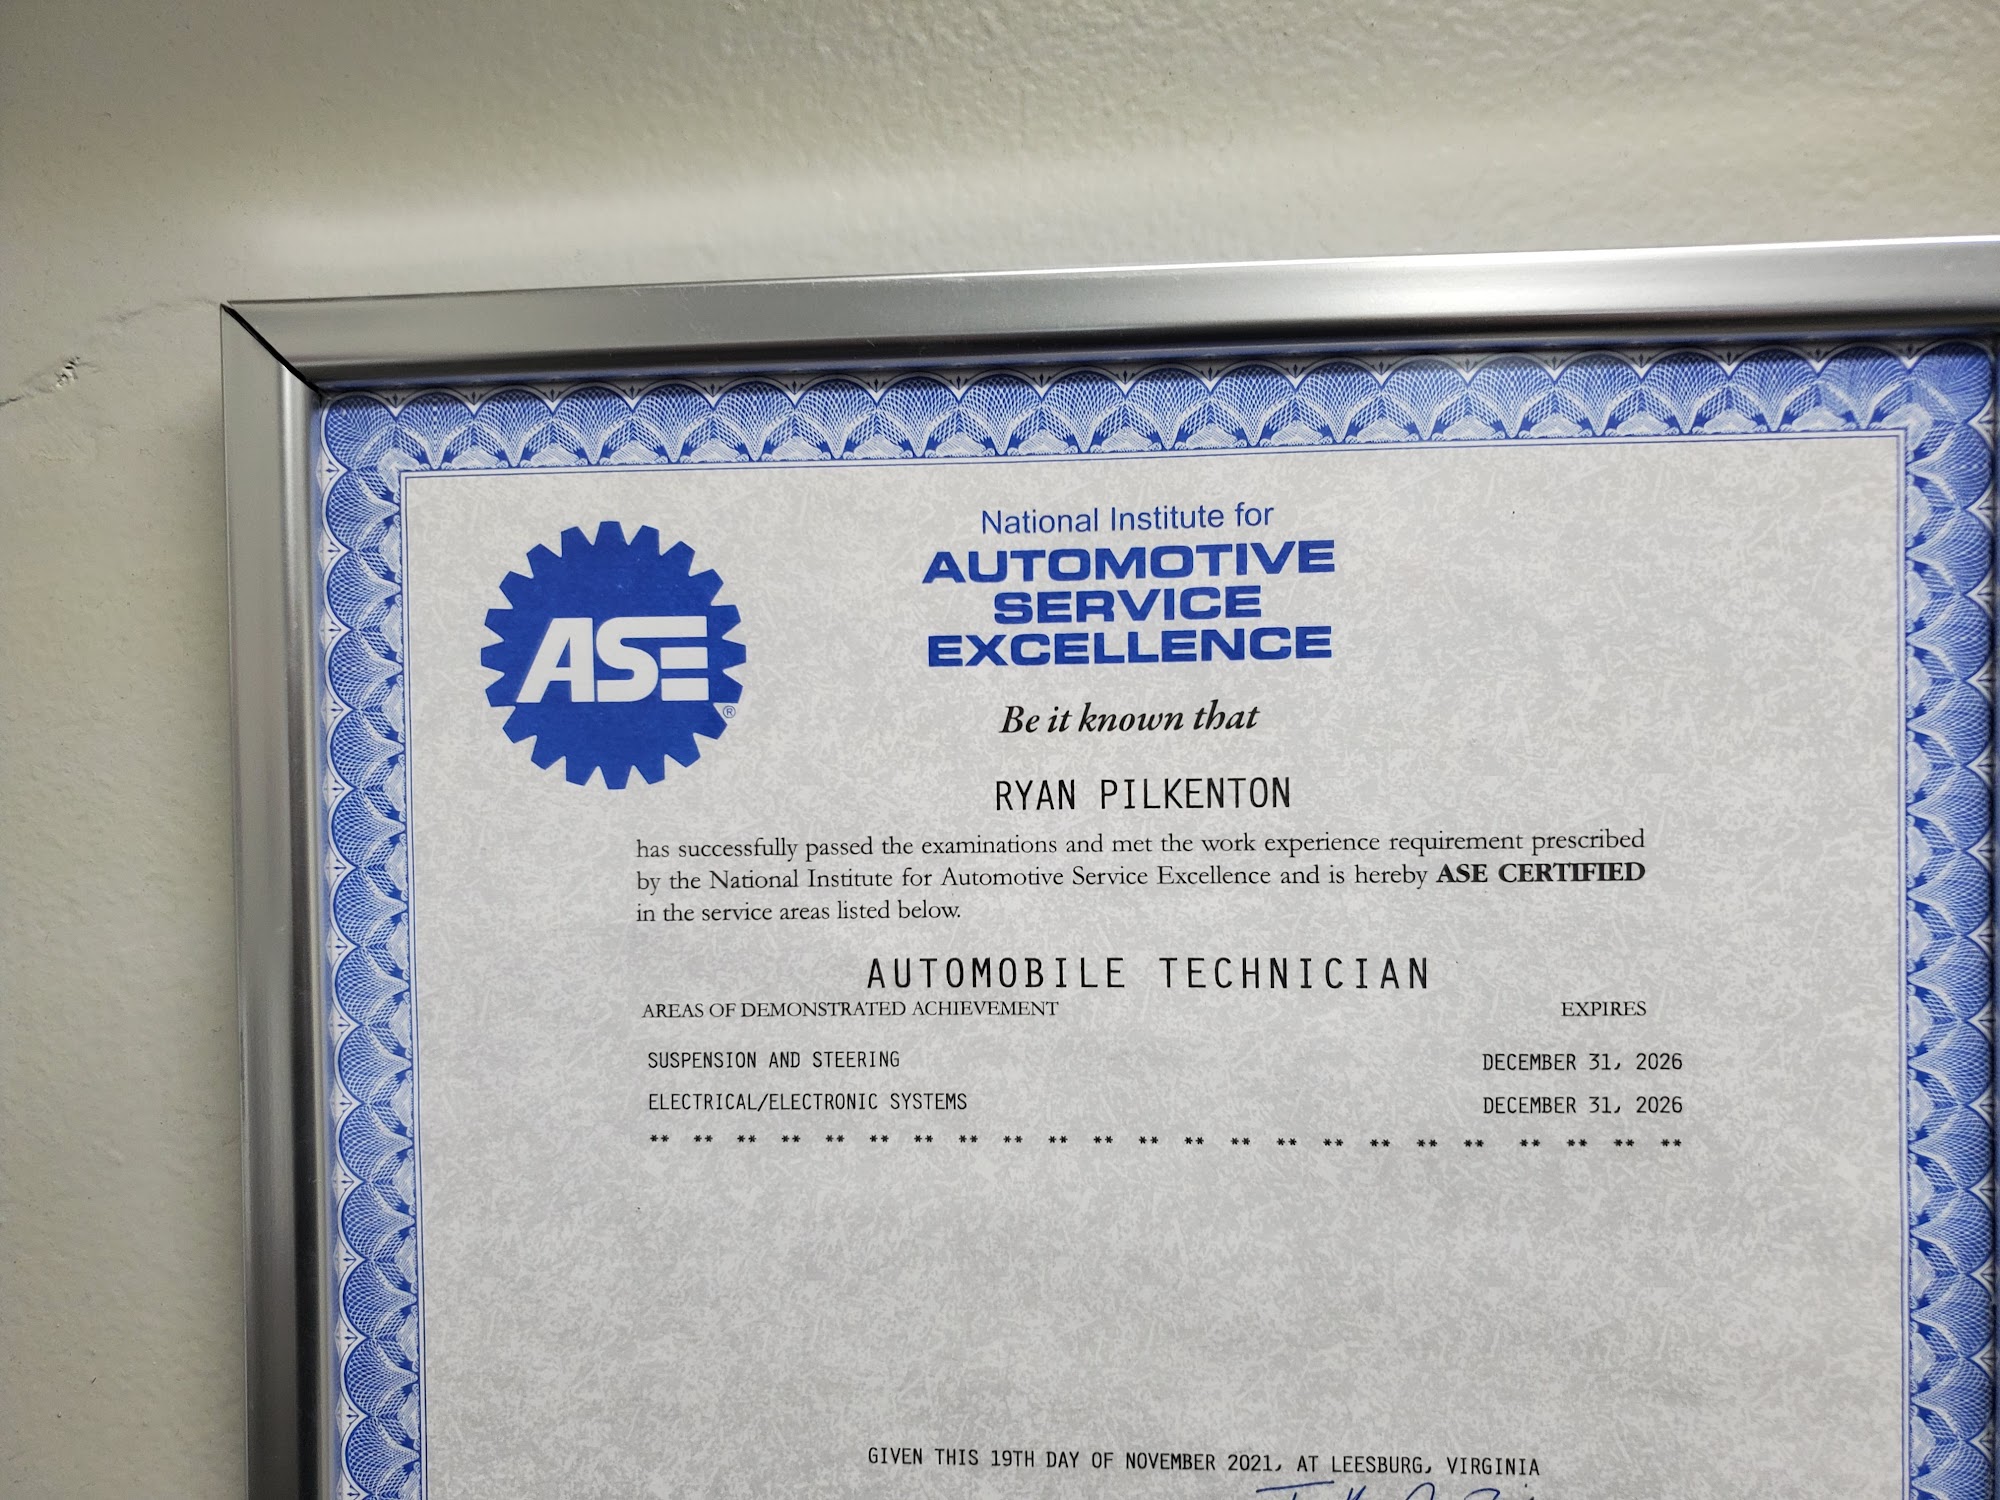 ASE
®
National Institute for
AUTOMOTIVE
SERVICE
EXCELLENCE
Be it known that
RYAN PILKENTON
has successfully passed the examinations and met the work experience requirement prescribed
by the National Institute for Automotive Service Excellence and is hereby ASE CERTIFIED
in the service areas listed below.
AUTOMOBILE TECHNICIAN
AREAS OF DEMONSTRATED ACHIEVEMENT EXPIRES
SUSPENSION AND STEERING DECEMBER 31, 2026
ELECTRICAL/ELECTRONIC SYSTEMS DECEMBER 31, 2026
** ** ** ** ** ** ** ** ** ** ** ** ** ** ** ** ** ** ** ** ** ** **
GIVEN THIS 19TH DAY OF NOVEMBER 2021, AT LEESBURG, VIRGINIA